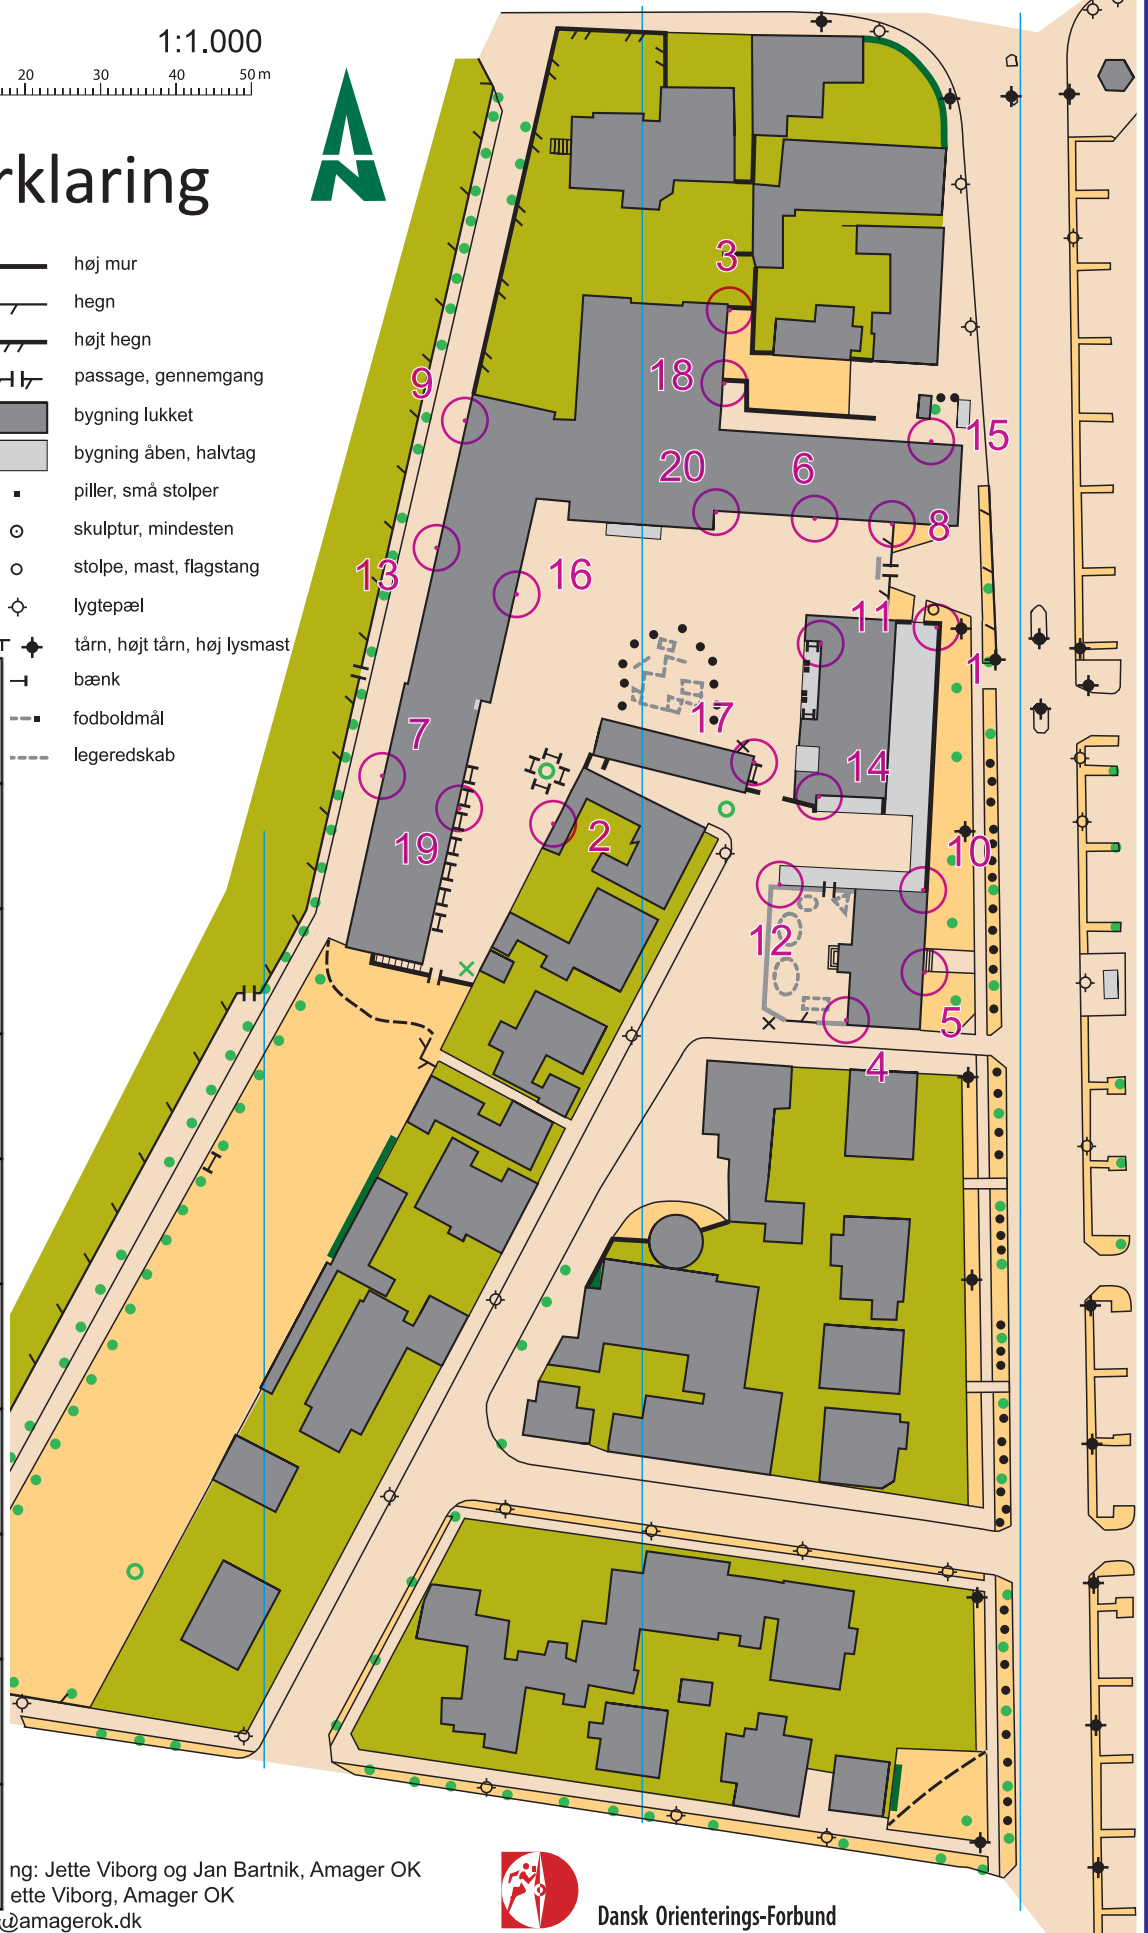 1:1.000
20 30 40 50 m
rklaring
høj mur
hegn
højt hegn
passage, gennemgang
bygning lukket
bygning åben, halvtag
piller, små stolper
skulptur, mindesten
stolpe, mast, flagstang
lygtepæl
tårn, højt tårn, høj lysmast
bænk
fodboldmål
legeredskab
3
18
9
15
20
6
8
13
16
11
1
17
7
14
19
2
10
12
5
4
ng: Jette Viborg og Jan Bartnik, Amager OK
ette Viborg, Amager OK
@amagerok.dk
Dansk Orienterings-Forbund